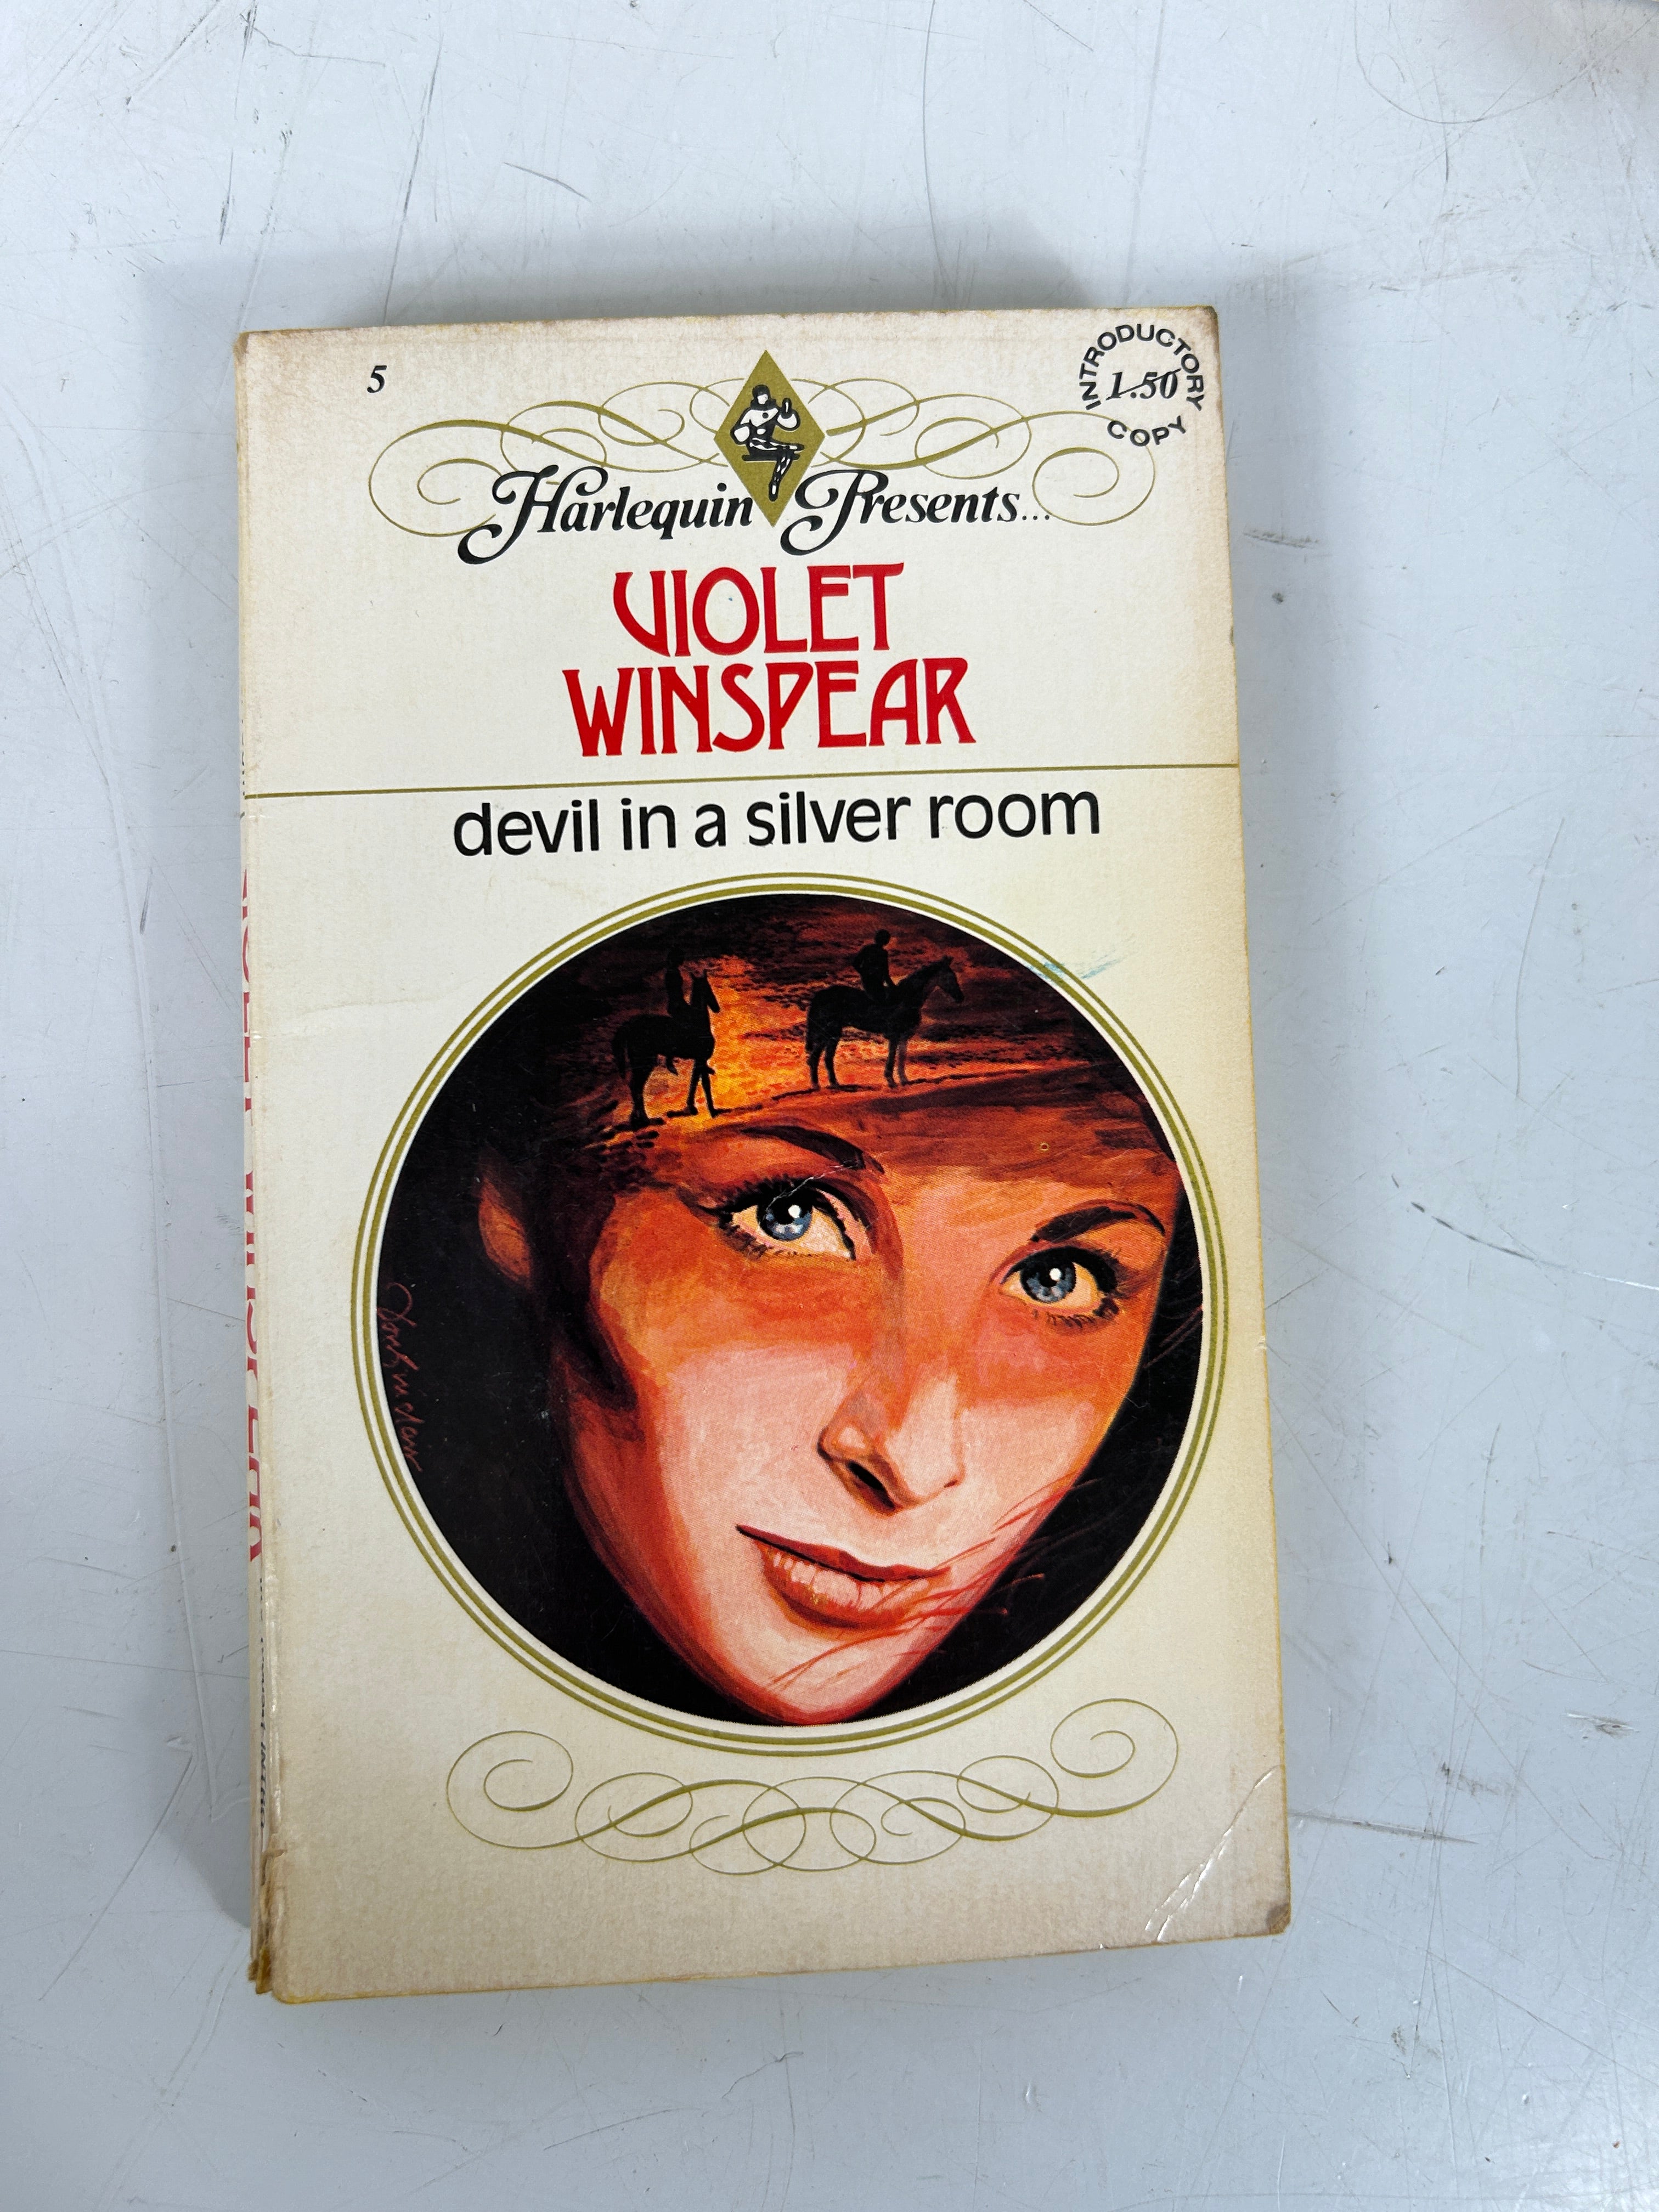 5
INTRODUCTORY
1.50
COPY
Harlequin Presents...
VIOLET
WINSPEAR
devil in a silver room